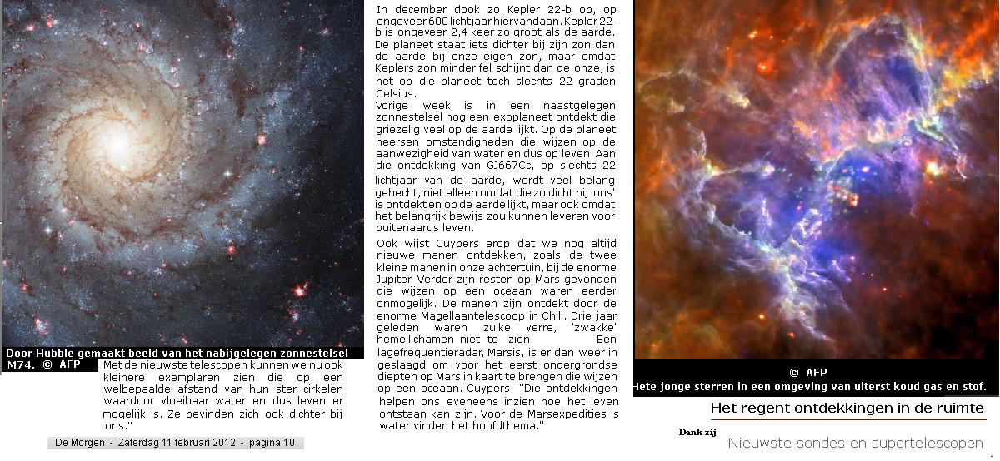 Door Hubble gemaakt beeld van het nabijgelegen zonnestelsel
M74. © AFP
Met de nieuwste telescopen kunnen we nu ook
kleinere exemplaren zien die op een
welbepaalde afstand van hun ster cirkelen
waardoor vloeibaar water en dus leven er
mogelijk is. Ze bevinden zich ook dichter bij
ons."
De Morgen - Zaterdag 11 februari 2012 - pagina 10
In december dook zo Kepler 22-b op, op
ongeveer 600 lichtjaar hiervandaan. Kepler 22-
b is ongeveer 2,4 keer zo groot als de aarde.
De planeet staat iets dichter bij zijn zon dan
de aarde bij onze eigen zon, maar omdat
Keplers zon minder fel schijnt dan de onze, is
het op die planeet toch slechts 22 graden
Celsius.
Vorige week is in een naastgelegen
zonnestelsel nog een exoplaneet ontdekt die
griezelig veel op de aarde lijkt. Op de planeet
heersen omstandigheden die wijzen op de
aanwezigheid van water en dus op leven. Aan
die ontdekking van GJ667Cc, op slechts 22
lichtjaar van de aarde, wordt veel belang
gehecht, niet alleen omdat die zo dicht bij 'ons'
is ontdekt en op de aarde lijkt, maar ook omdat
het belangrijk bewijs zou kunnen leveren voor
buitenaards leven.
Ook wijst Cuypers erop dat we nog altijd
nieuwe manen ontdekken, zoals de twee
kleine manen in onze achtertuin, bij de enorme
Jupiter. Verder zijn resten op Mars gevonden
die wijzen op een oceaan waren eerder
onmogelijk. De manen zijn ontdekt door de
enorme Magellaantelescoop in Chili. Drie jaar
geleden waren zulke verre, 'zwakke'
hemellichamen niet te zien. Een
lagefrequentieradar, Marsis, is er dan weer in
geslaagd om voor het eerst ondergrondse
diepten op Mars in kaart te brengen die wijzen
op een oceaan. Cuypers: "Die ontdekkingen
helpen ons eveneens inzien hoe het leven
ontstaan kan zijn. Voor de Marsexpedities is
water vinden het hoofdthema."
© AFP
Hete jonge sterren in een omgeving van uiterst koud gas en stof.
Het regent ontdekkingen in de ruimte
Dank zij
Nieuwste sondes en supertelescopen